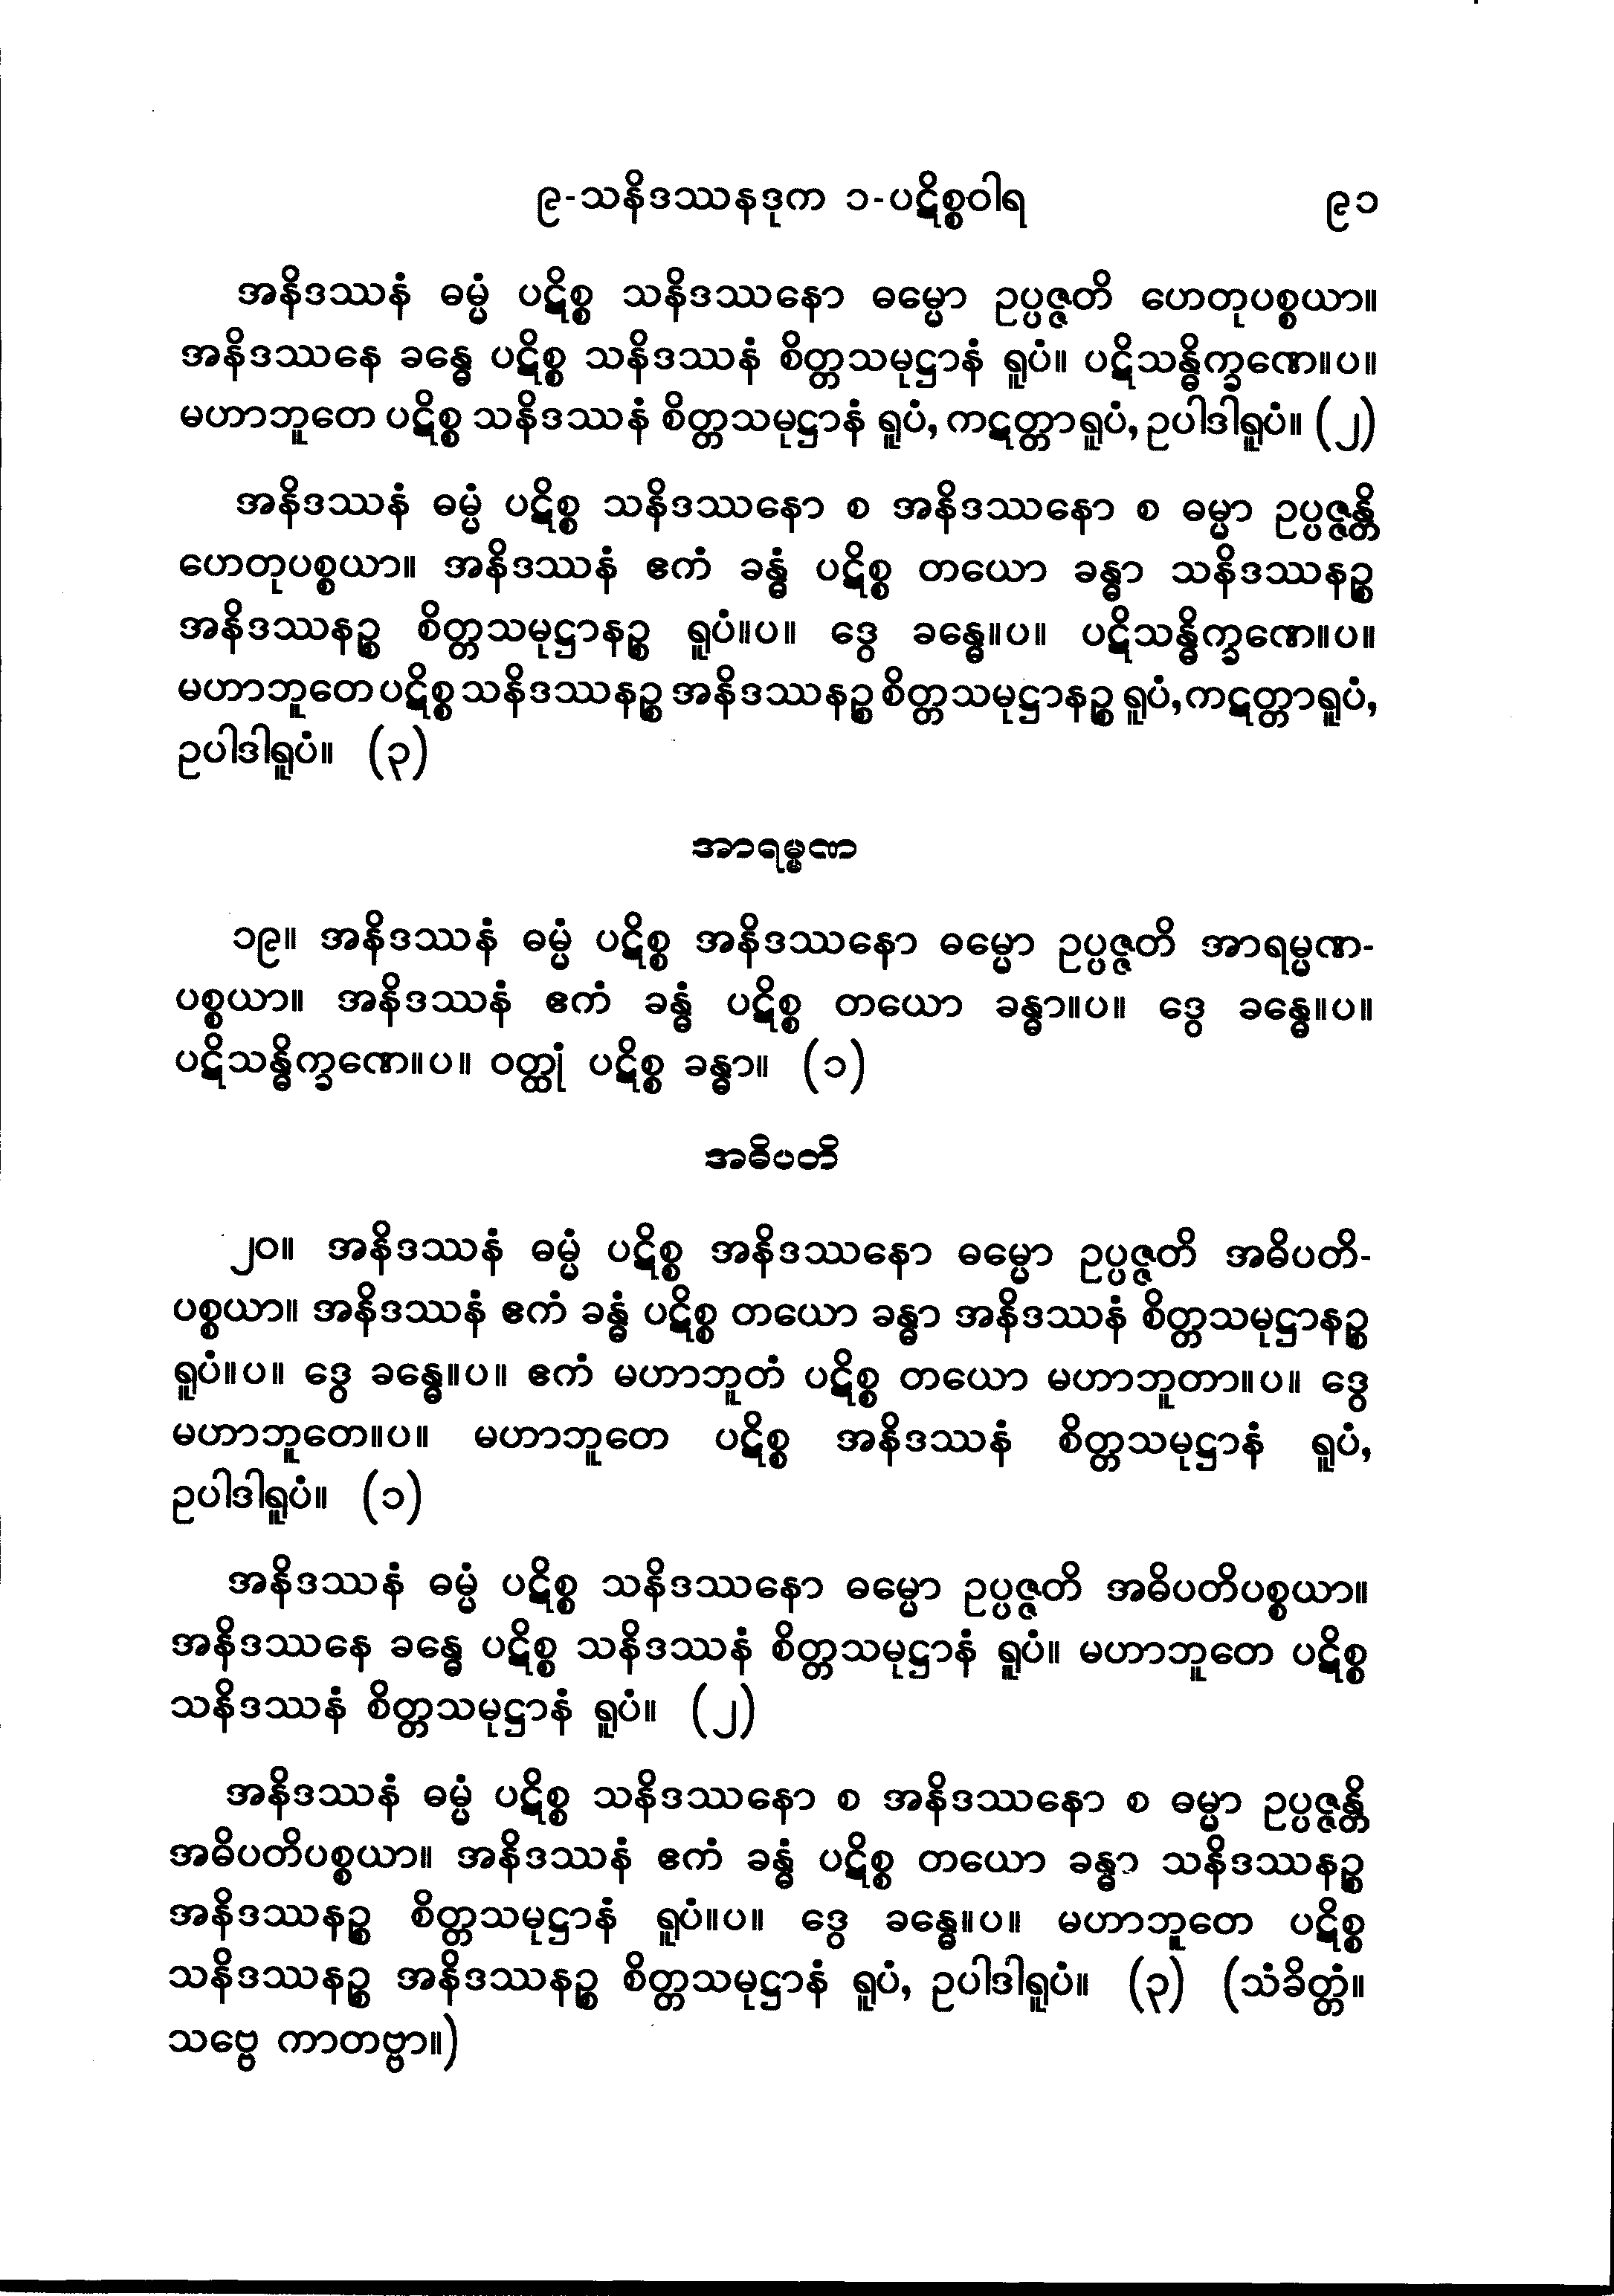 ၉-သနိဒဿနဒုက ၁-ပဋိစ္စဝါရ ၉၁
အနိဒဿနံ ဓမ္မံ ပဋိစ္စ သနိဒဿနော ဓမ္မော ဥပ္ပဇ္ဇတိ ဟေတုပစ္စယာ။
အနိဒဿနေ ခန္ဓေ ပဋိစ္စ သနိဒဿနံ စိတ္တသမုဋ္ဌာနံ ရူပံ။ ပဋိသန္ဓိက္ခဏေ။ပ။
မဟာဘူတေ ပဋိစ္စ သနိဒဿနံ စိတ္တသမုဋ္ဌာနံ ရူပံ, ကဋတ္တာရူပံ, ဥပါဒါရူပံ။ (၂)
အနိဒဿနံ ဓမ္မံ ပဋိစ္စ သနိဒဿနော စ အနိဒဿနော စ ဓမ္မာ ဥပ္ပဇ္ဇန္တိ
ဟေတုပစ္စယာ။ အနိဒဿနံ ဧကံ ခန္ဓံ ပဋိစ္စ တယော ခန္ဓာ သနိဒဿနဉ္စ
အနိဒဿနဉ္စ စိတ္တသမုဋ္ဌာနဉ္စ ရူပံ။ပ။ ဒွေ ခန္ဓေ။ပ။ ပဋိသန္ဓိက္ခဏေ။ပ။
မဟာဘူတေ ပဋိစ္စ သနိဒဿနဉ္စ အနိဒဿနဉ္စ စိတ္တသမုဋ္ဌာနဉ္စ ရူပံ, ကဋတ္တာရူပံ,
ဥပါဒါရူပံ။ (၃)
အာရမ္မဏ
၁၉။ အနိဒဿနံ ဓမ္မံ ပဋိစ္စ အနိဒဿနော ဓမ္မော ဥပ္ပဇ္ဇတိ အာရမ္မဏ-
ပစ္စယာ။ အနိဒဿနံ ဧကံ ခန္ဓံ ပဋိစ္စ တယော ခန္ဓာ။ပ။ ဒွေ ခန္ဓေ။ပ။
ပဋိသန္ဓိက္ခဏေ။ပ။ ဝတ္ထုံ ပဋိစ္စ ခန္ဓာ။ (၁)
အဓိပတိ
၂၀။ အနိဒဿနံ ဓမ္မံ ပဋိစ္စ အနိဒဿနော ဓမ္မော ဥပ္ပဇ္ဇတိ အဓိပတိ-
ပစ္စယာ။ အနိဒဿနံ ဧကံ ခန္ဓံ ပဋိစ္စ တယော ခန္ဓာ အနိဒဿနံ စိတ္တသမုဋ္ဌာနဉ္စ
ရူပံ။ပ။ ဒွေ ခန္ဓေ။ပ။ ဧကံ မဟာဘူတံ ပဋိစ္စ တယော မဟာဘူတာ။ပ။ ဒွေ
မဟာဘူတေ။ပ။ မဟာဘူတေ ပဋိစ္စ အနိဒဿနံ စိတ္တသမုဋ္ဌာနံ ရူပံ,
ဥပါဒါရူပံ။ (၁)
အနိဒဿနံ ဓမ္မံ ပဋိစ္စ သနိဒဿနော ဓမ္မော ဥပ္ပဇ္ဇတိ အဓိပတိပစ္စယာ။
အနိဒဿနေ ခန္ဓေ ပဋိစ္စ သနိဒဿနံ စိတ္တသမုဋ္ဌာနံ ရူပံ။ မဟာဘူတေ ပဋိစ္စ
သနိဒဿနံ စိတ္တသမုဋ္ဌာနံ ရူပံ။ (၂)
အနိဒဿနံ ဓမ္မံ ပဋိစ္စ သနိဒဿနော စ အနိဒဿနော စ ဓမ္မာ ဥပ္ပဇ္ဇန္တိ
အဓိပတိပစ္စယာ။ အနိဒဿနံ ဧကံ ခန္ဓံ ပဋိစ္စ တယော ခန္ဓာ သနိဒဿနဉ္စ
အနိဒဿနဉ္စ စိတ္တသမုဋ္ဌာနံ ရူပံ။ပ။ ဒွေ ခန္ဓေ။ပ။ မဟာဘူတေ ပဋိစ္စ
သနိဒဿနဉ္စ အနိဒဿနဉ္စ စိတ္တသမုဋ္ဌာနံ ရူပံ, ဥပါဒါရူပံ။ (၃) (သံခိတ္တံ။
သဗ္ဗေ ကာတဗ္ဗာ။)